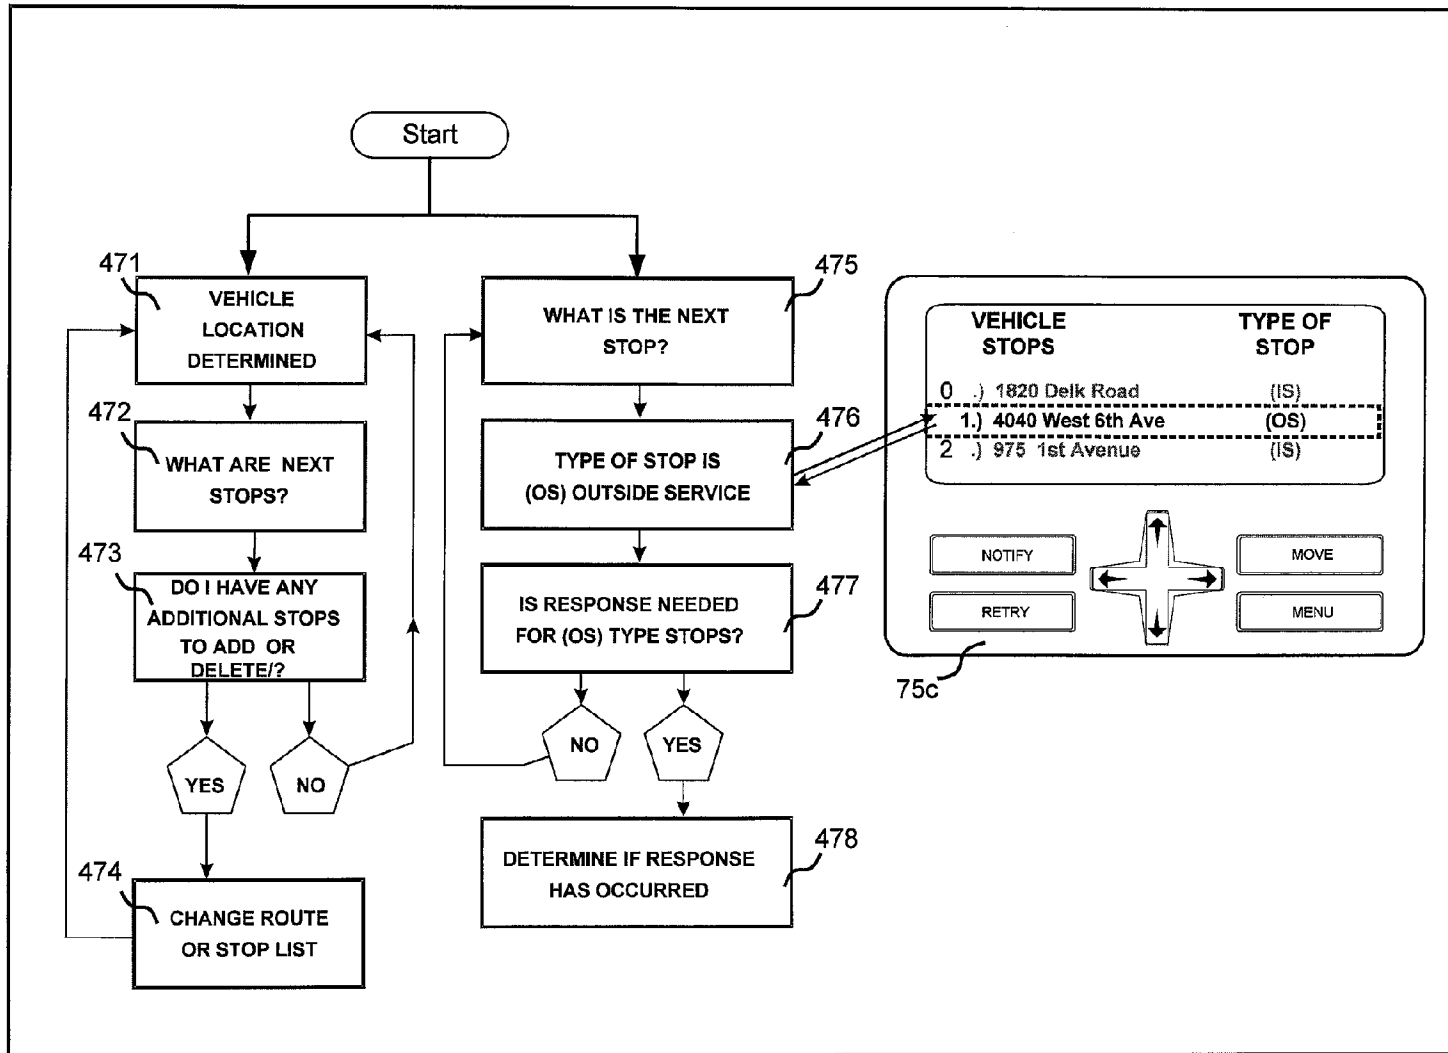 Start
471
VEHICLE
LOCATION
DETERMINED
472
WHAT ARE NEXT
STOPS?
473
DO I HAVE ANY
ADDITIONAL STOPS
TO ADD OR
DELETE/?
YES
NO
474
CHANGE ROUTE
OR STOP LIST
475
WHAT IS THE NEXT
STOP?
476
TYPE OF STOP IS
(OS) OUTSIDE SERVICE
477
IS RESPONSE NEEDED
FOR (OS) TYPE STOPS?
NO
YES
478
DETERMINE IF RESPONSE
HAS OCCURRED
VEHICLE STOPS
TYPE OF STOP
0 .) 1820 Delk Road (IS)
1.) 4040 West 6th Ave (OS)
2 .) 975 1st Avenue (IS)
NOTIFY
MOVE
RETRY
MENU
75c